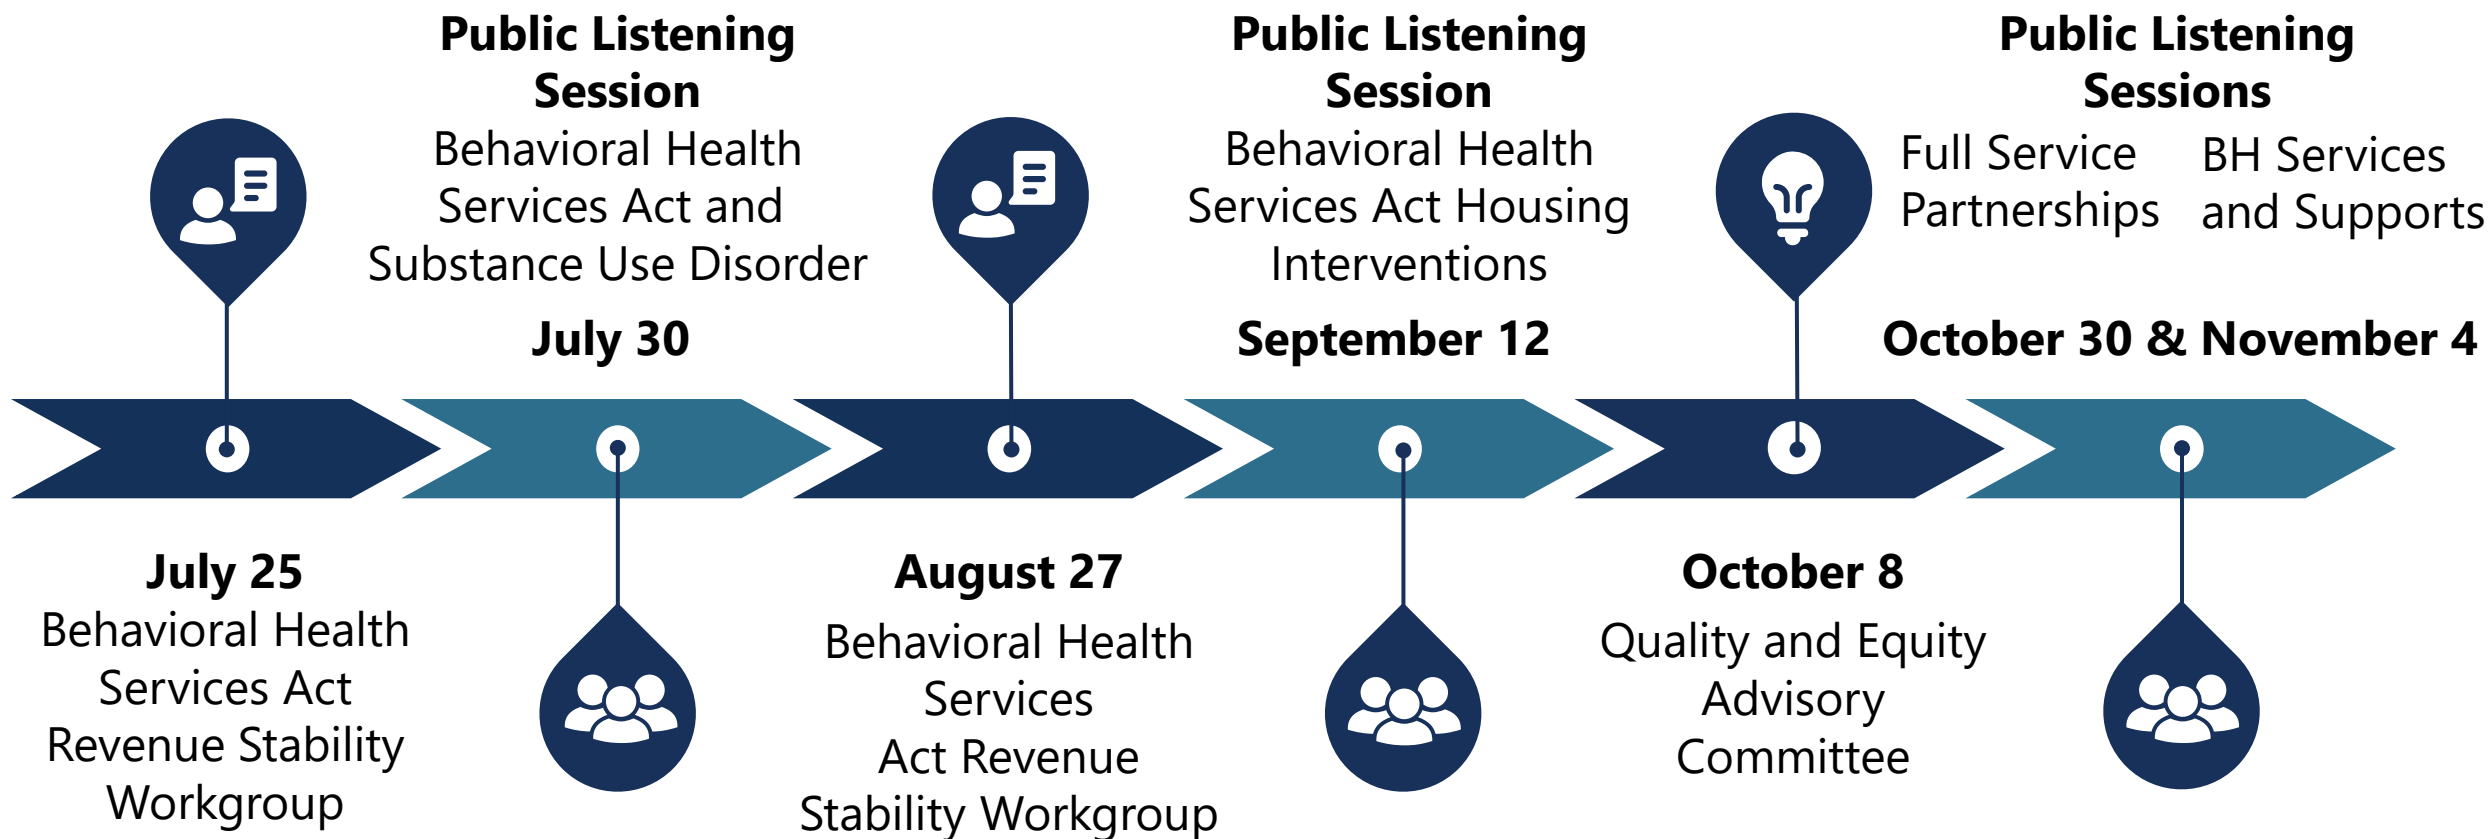 Public Listening
Session
Behavioral Health
Services Act and
Substance Use Disorder
July 30
Public Listening
Session
Behavioral Health
Services Act Housing
Interventions
September 12
Public Listening
Sessions
Full Service
Partnerships
BH Services
and Supports
October 30 & November 4
July 25
Behavioral Health
Services Act
Revenue Stability
Workgroup
August 27
Behavioral Health
Services
Act Revenue
Stability Workgroup
October 8
Quality and Equity
Advisory
Committee